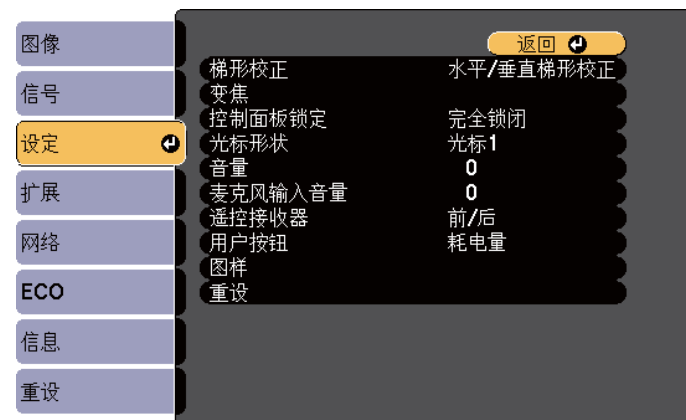 图像
信号
设定
扩展
网络
ECO
信息
重设
返回
梯形校正 水平/垂直梯形校正
变焦
控制面板锁定 完全锁闭
光标形状 光标1
音量 0
麦克风输入音量 0
遥控接收器 前/后
用户按钮 耗电量
图样
重设